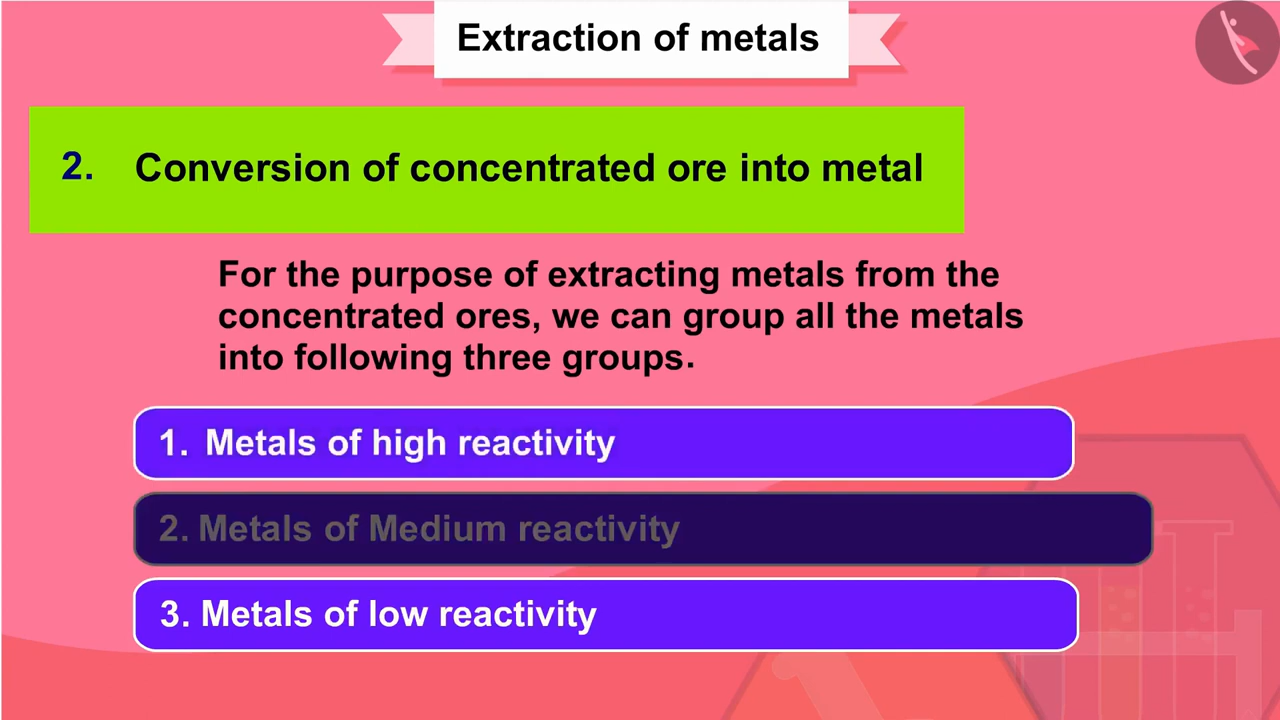 Extraction of metals
2. Conversion of concentrated ore into metal
For the purpose of extracting metals from the
concentrated ores, we can group all the metals
into following three groups.
1. Metals of high reactivity
2. Metals of Medium reactivity
3. Metals of low reactivity